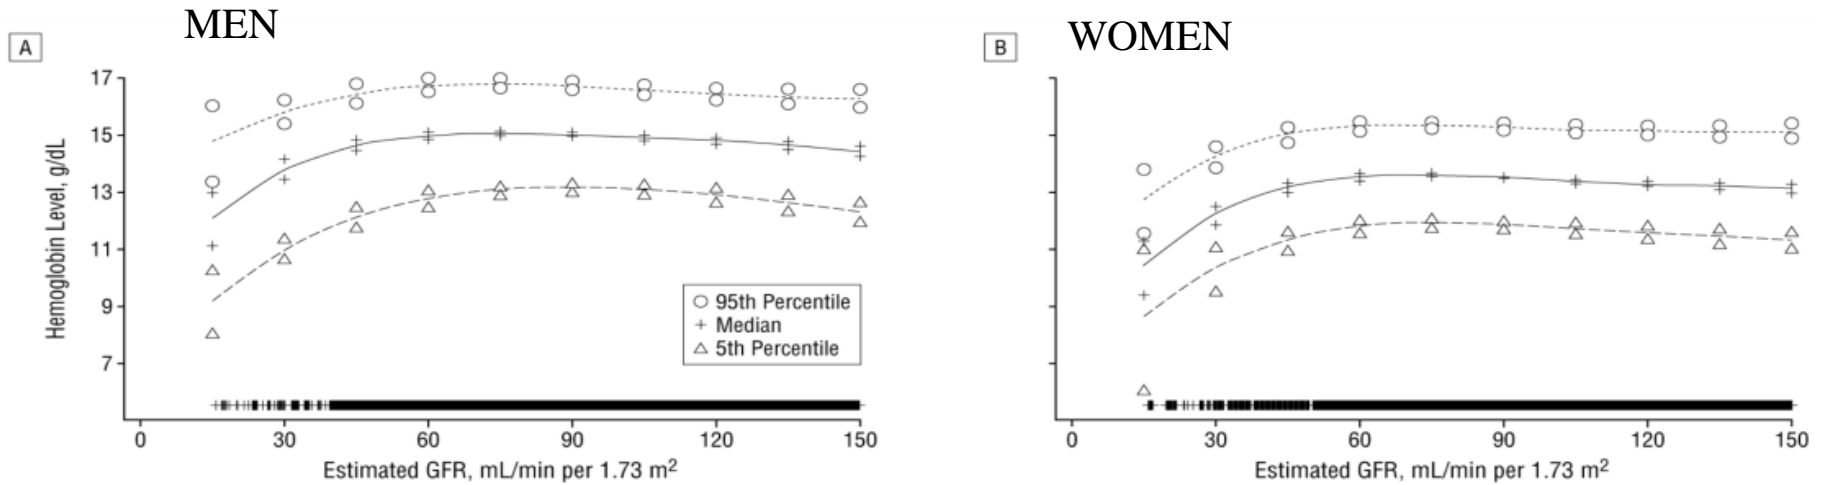 MEN
WOMEN
A
B
17
15
13
11
9
7
Hemoglobin Level, g/dL
95th Percentile
Median
5th Percentile
0 30 60 90 120 150
Estimated GFR, mL/min per 1.73 m²
0 30 60 90 120 150
Estimated GFR, mL/min per 1.73 m²